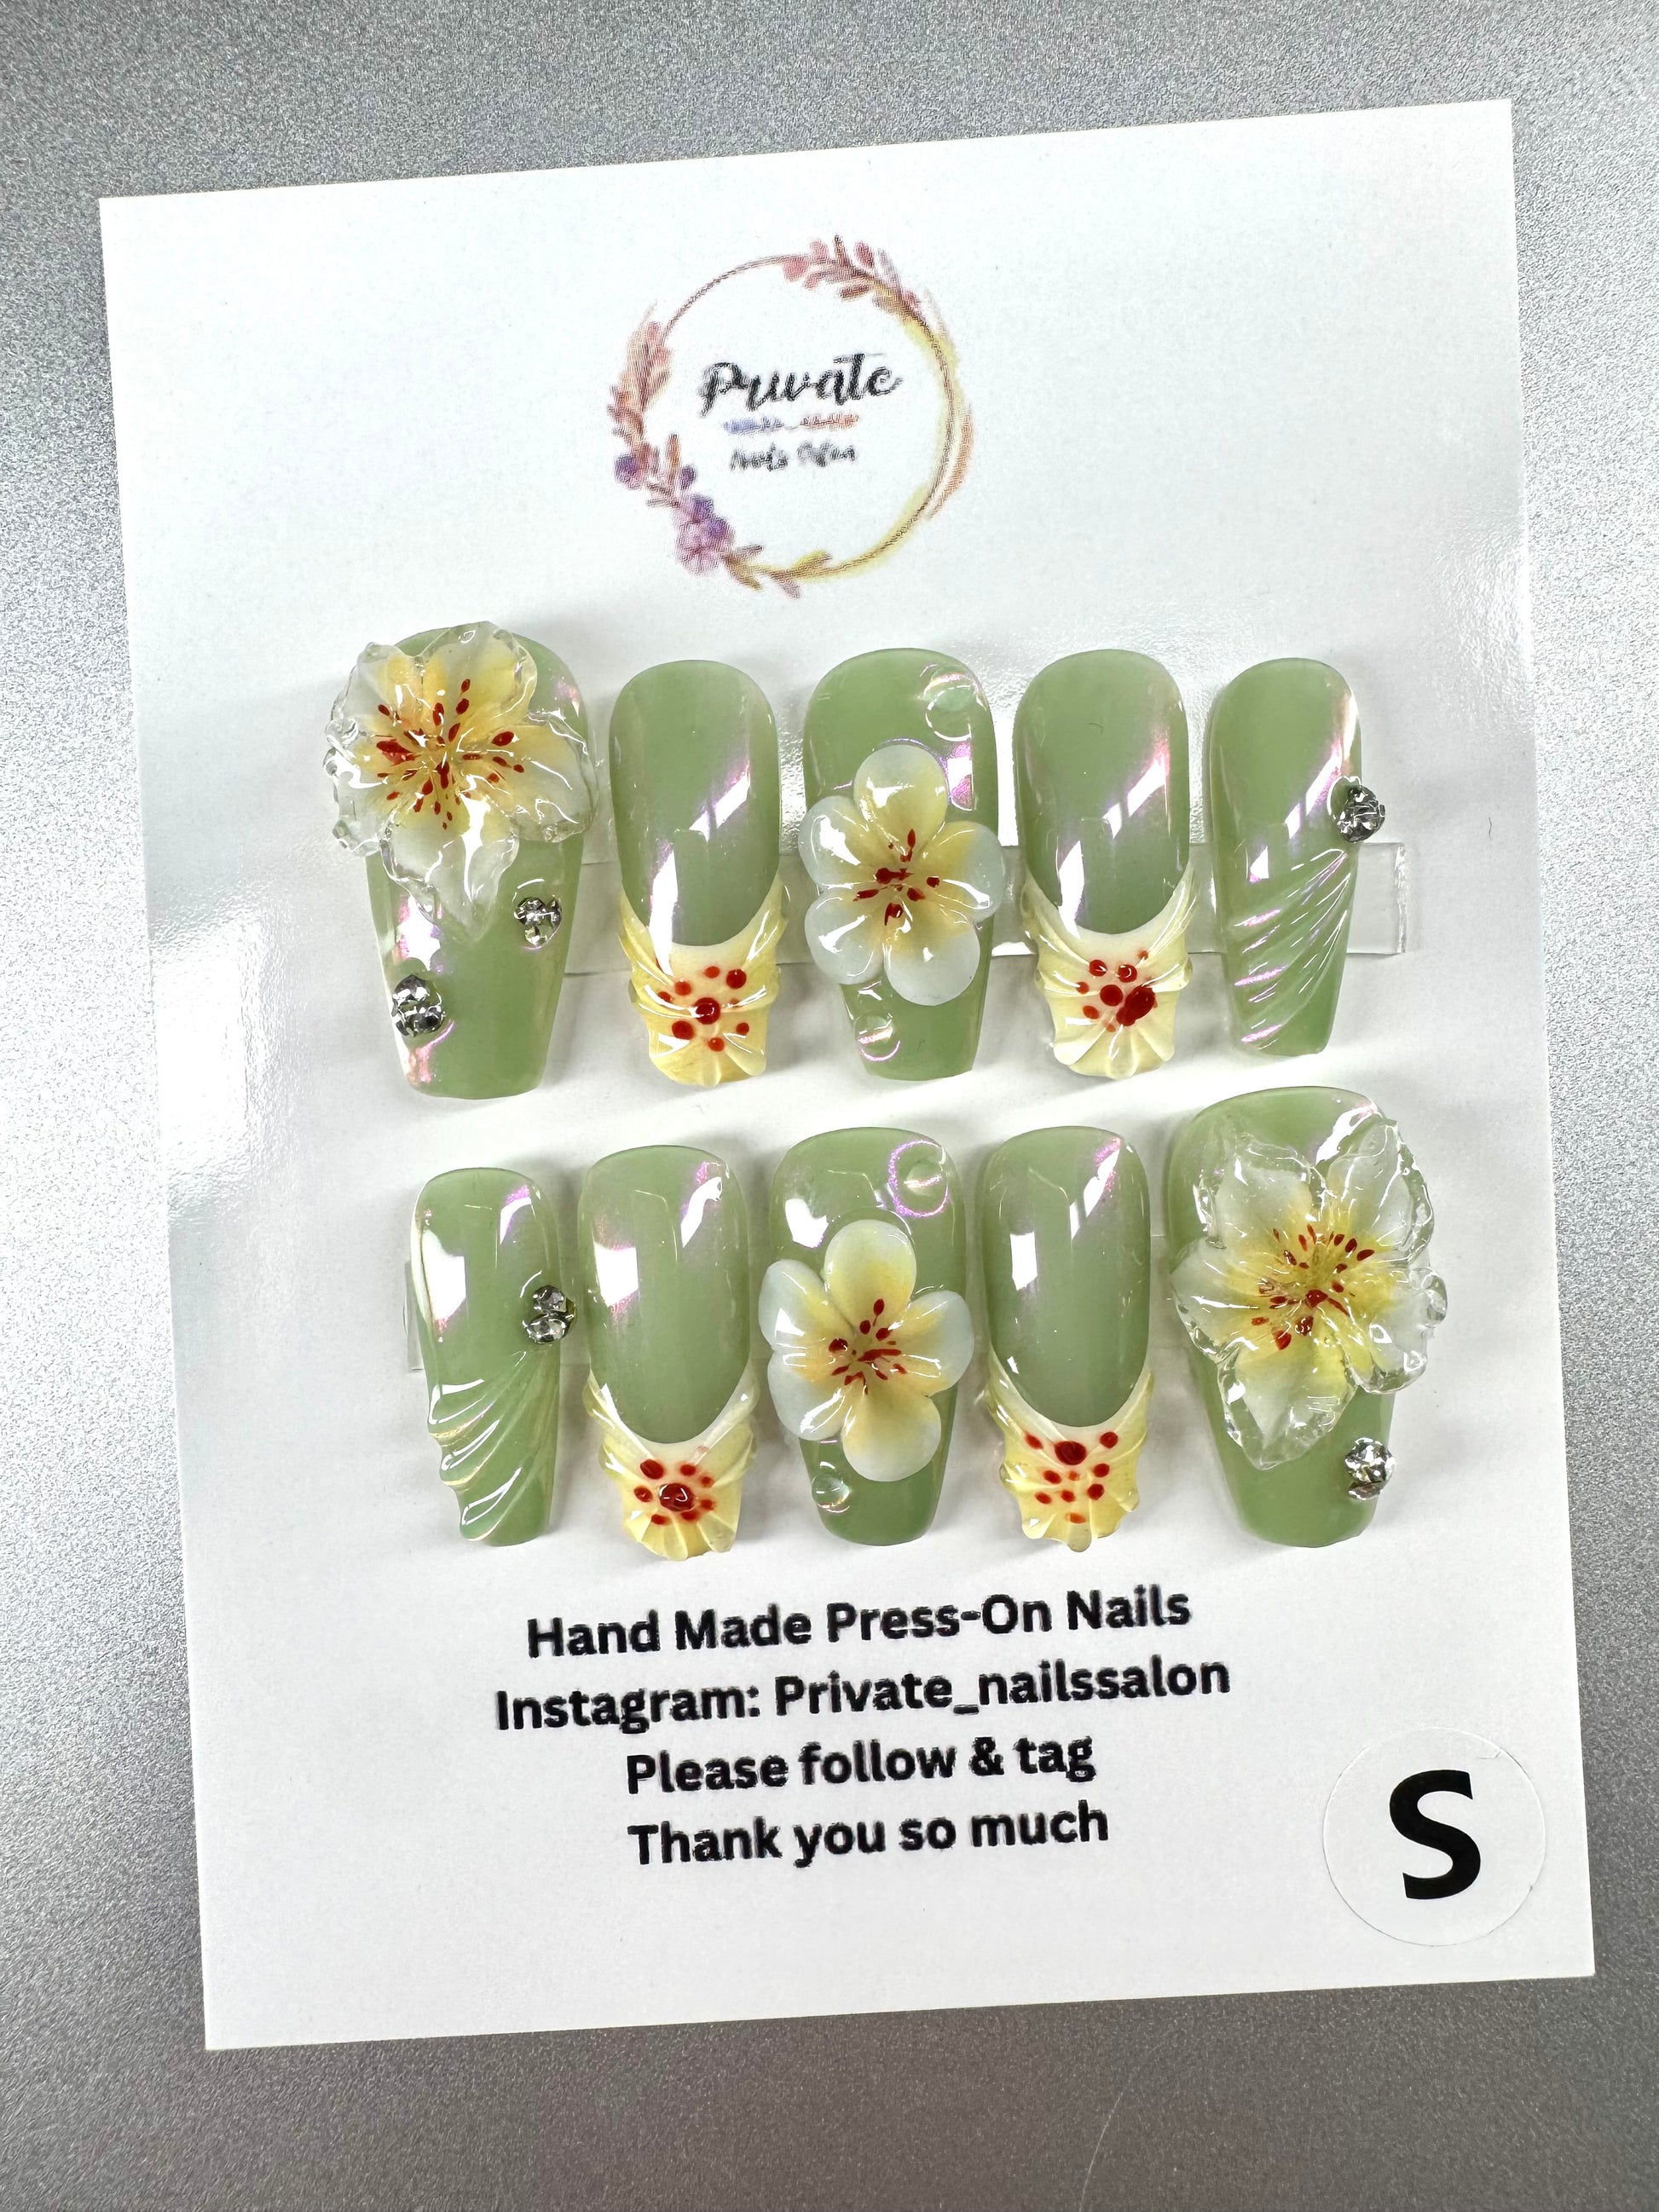 Private
Hand Made Press-On Nails
Instagram: Private_nailssalon
Please follow & tag
Thank you so much
S